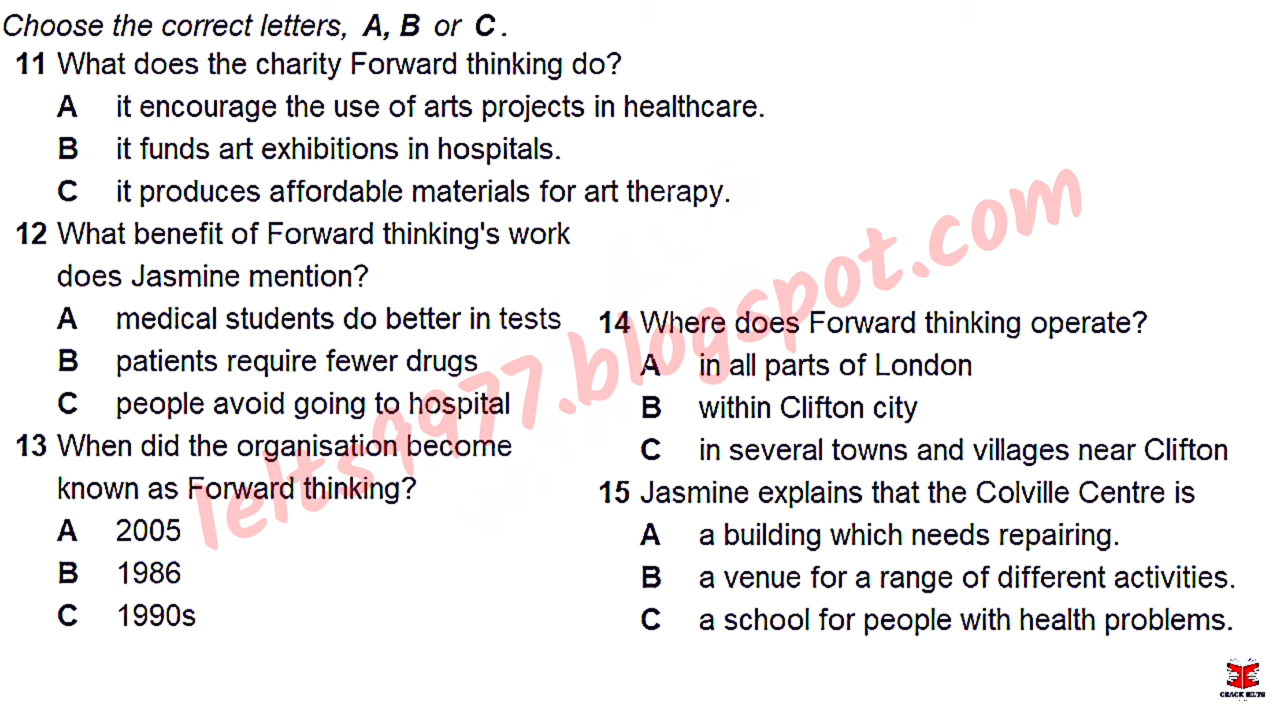 Choose the correct letters, A, B or C.
11 What does the charity Forward thinking do?
A it encourage the use of arts projects in healthcare.
B it funds art exhibitions in hospitals.
C it produces affordable materials for art therapy.
12 What benefit of Forward thinking's work
does Jasmine mention?
A medical students do better in tests
B patients require fewer drugs
C people avoid going to hospital
13 When did the organisation become
known as Forward thinking?
A 2005
B 1986
C 1990s
14 Where does Forward thinking operate?
A in all parts of London
B within Clifton city
C in several towns and villages near Clifton
15 Jasmine explains that the Colville Centre is
A a building which needs repairing.
B a venue for a range of different activities.
C a school for people with health problems.
Ielts9977.blogspot.com
CRACK IELTS